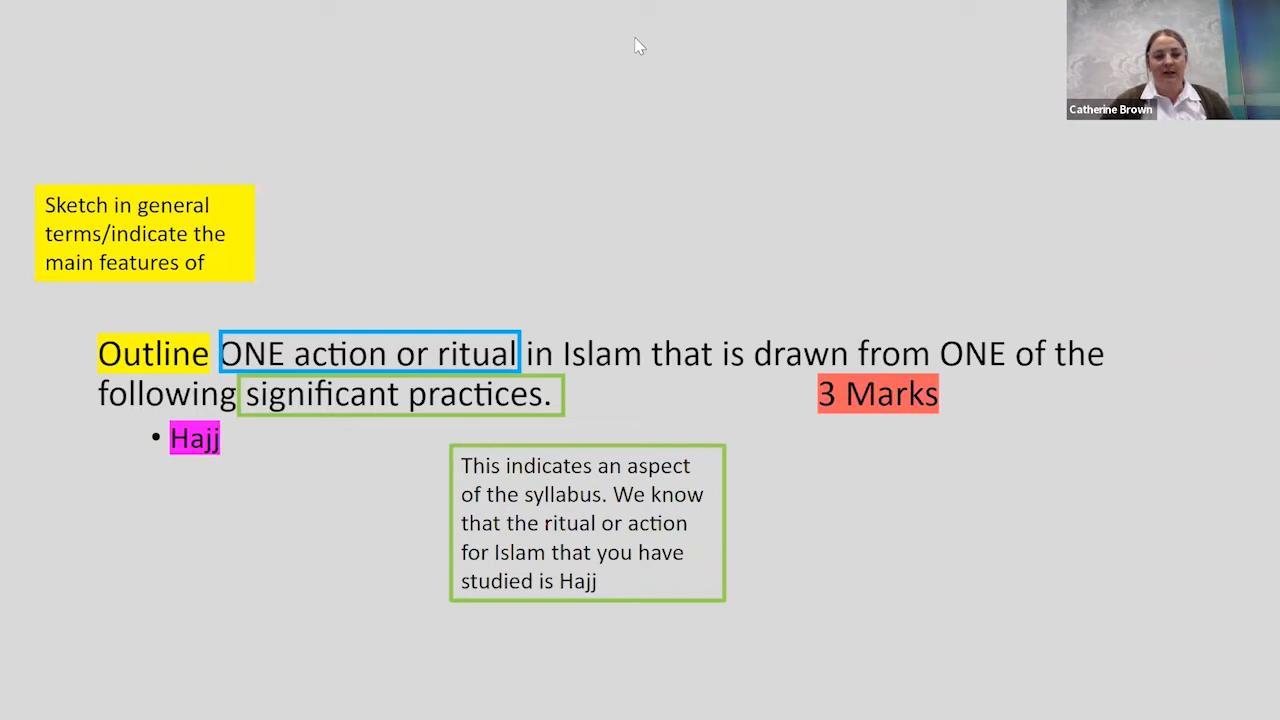 Catherine Brown
Sketch in general
terms/indicate the
main features of
Outline ONE action or ritual in Islam that is drawn from ONE of the
following significant practices. 3 Marks
• Hajj
This indicates an aspect
of the syllabus. We know
that the ritual or action
for Islam that you have
studied is Hajj